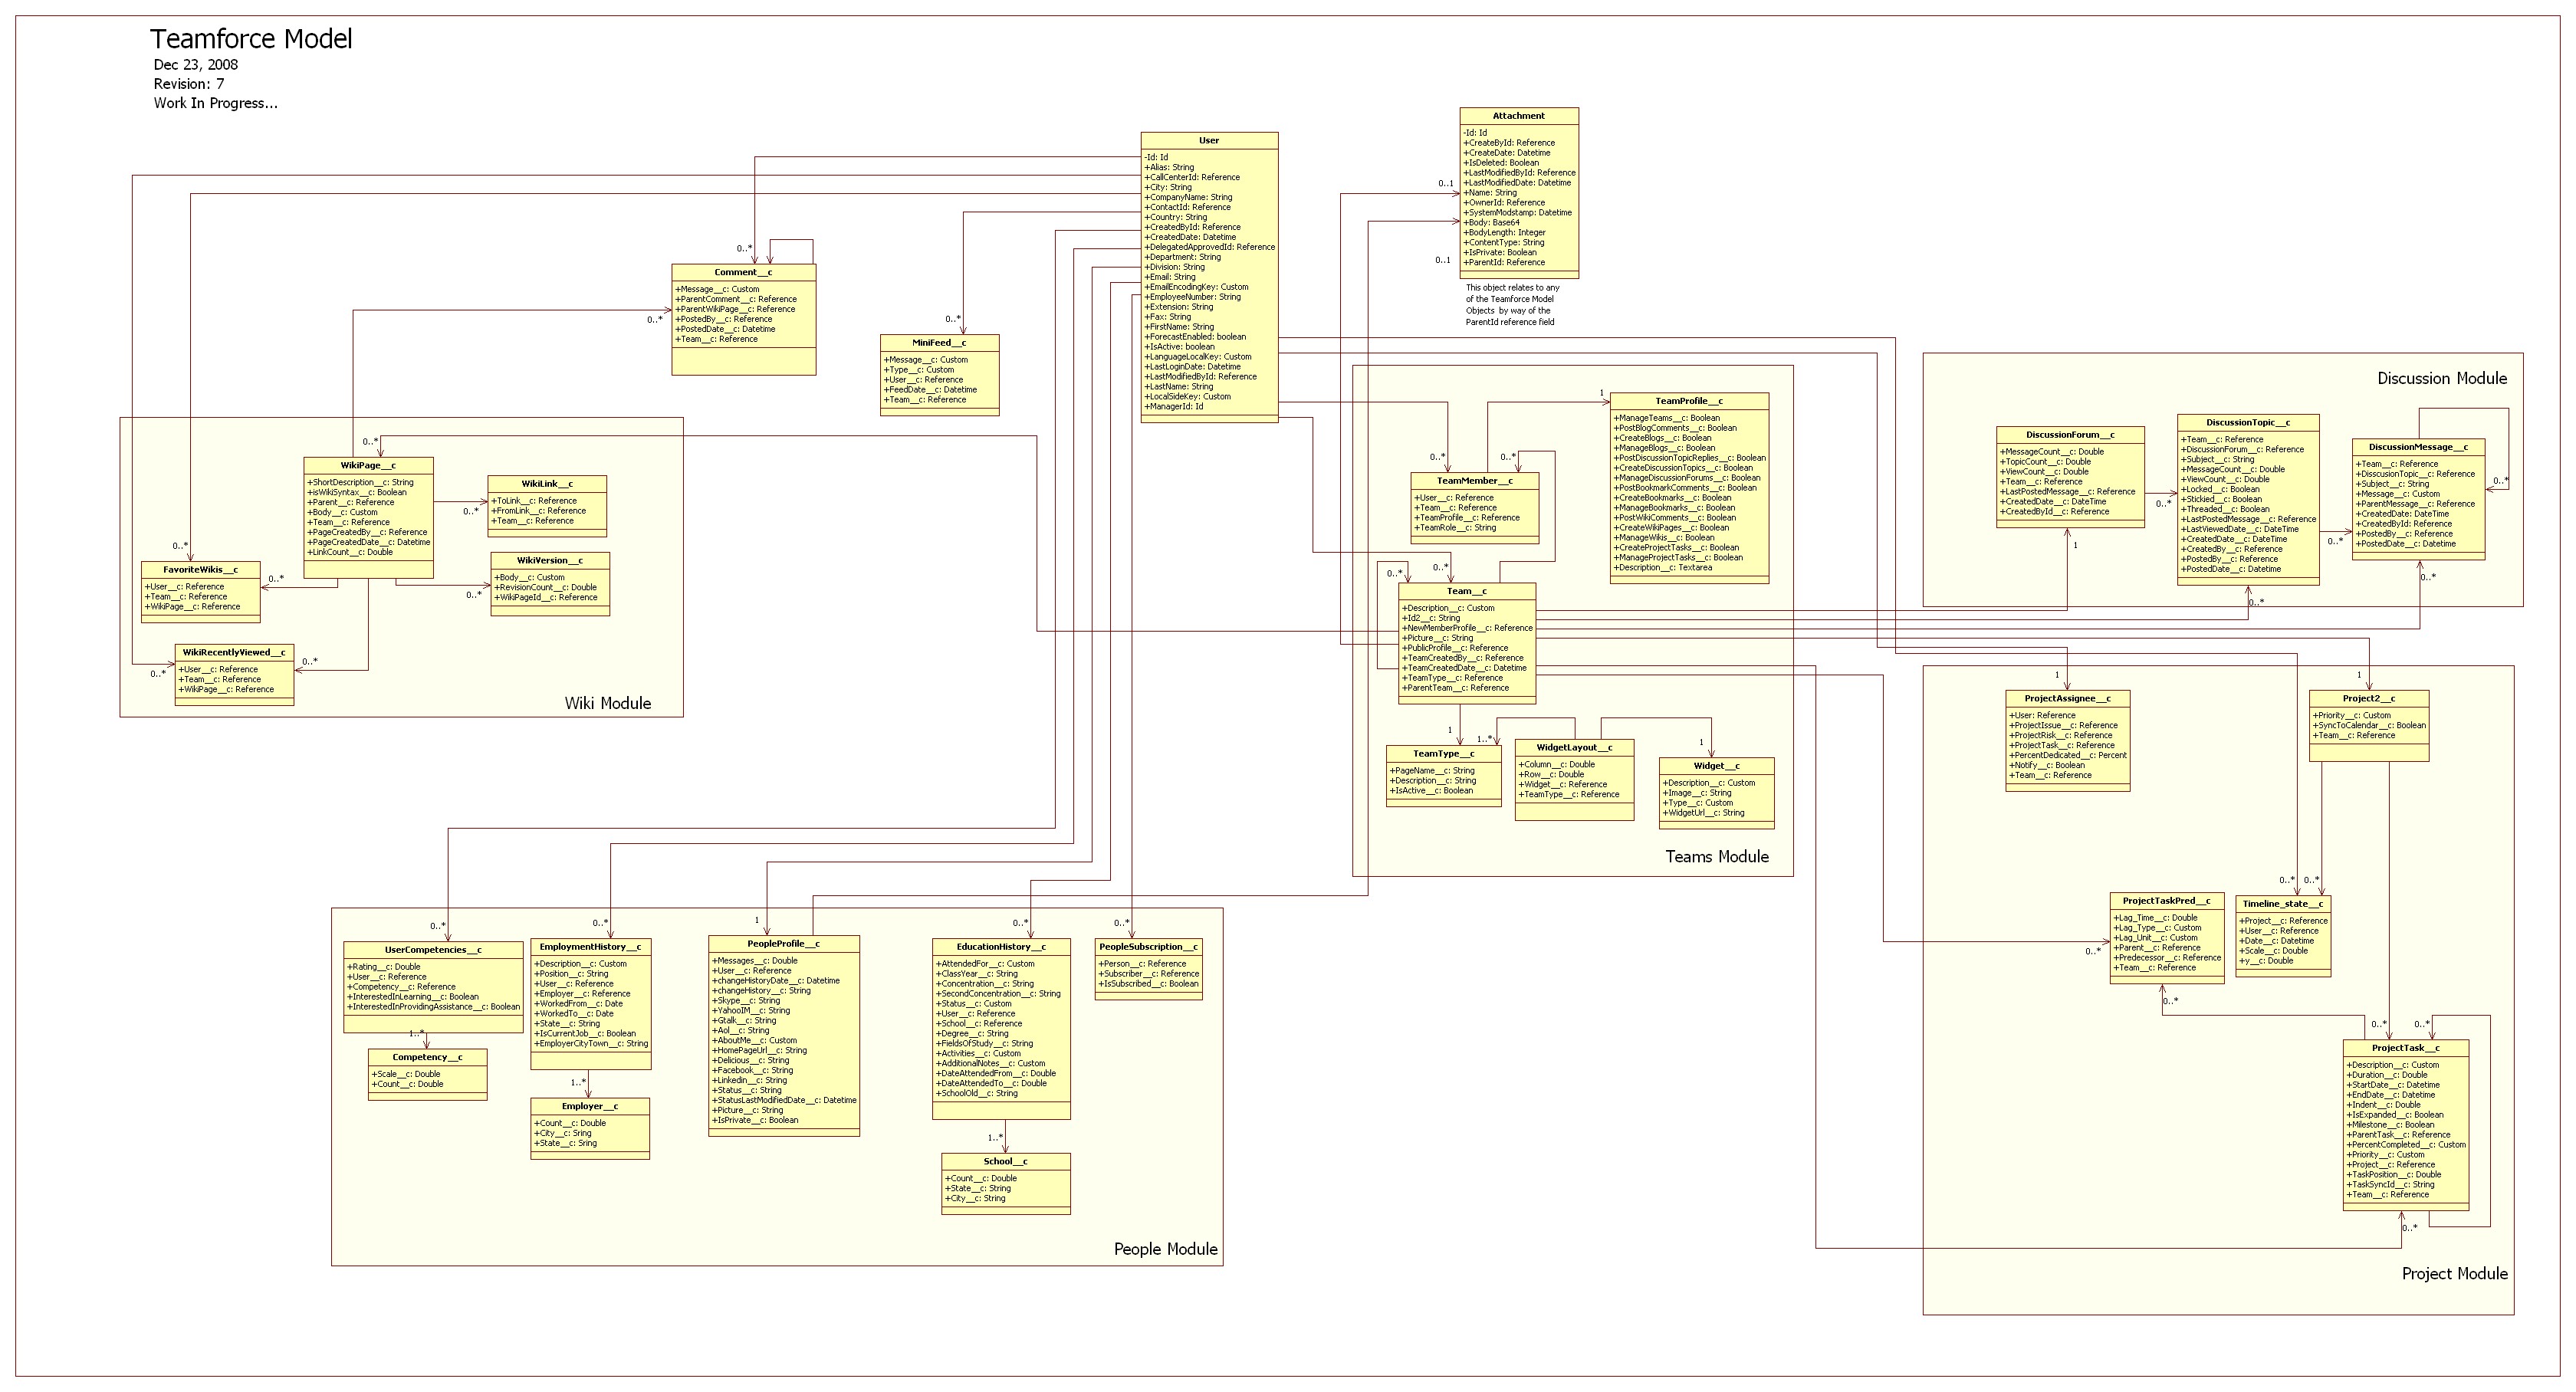 Teamforce Model
Dec 23, 2008
Revision: 7
Work In Progress...
User
-Id: Id
+Alias: String
+CallCenterId: Reference
+City: String
+CompanyName: String
+ContactId: Reference
+Country: String
+CreatedById: Reference
+CreatedDate: Datetime
+DelegatedApprovedId: Reference
+Department: String
+Division: String
+Email: String
+EmailEncodingKey: Custom
+EmployeeNumber: String
+Extension: String
+Fax: String
+FirstName: String
+ForecastEnabled: boolean
+IsActive: boolean
+LanguageLocalKey: Custom
+LastLoginDate: Datetime
+LastModifiedById: Reference
+LastName: String
+LocalSideKey: Custom
+ManagerId: Id
Attachment
-Id: Id
+CreateById: Reference
+CreateDate: Datetime
+IsDeleted: Boolean
+LastModifiedById: Reference
+LastModifiedDate: Datetime
+Name: String
+OwnerId: Reference
+SystemModstamp: Datetime
+Body: Base64
+BodyLength: Integer
+ContentType: String
+IsPrivate: Boolean
+ParentId: Reference
0..1
0..1
This object relates to any
of the Teamforce Model
Objects by way of the
ParentId reference field
0..*
Comment__c
+Message__c: Custom
+ParentComment__c: Reference
+ParentWikiPage__c: Reference
+PostedBy__c: Reference
+PostedDate__c: Datetime
+Team__c: Reference
0..*
0..*
MiniFeed__c
+Message__c: Custom
+Type__c: Custom
+User__c: Reference
+FeedDate__c: Datetime
+Team__c: Reference
0..*
WikiPage__c
+ShortDescription__c: String
+isWikiSyntax__c: Boolean
+Parent__c: Reference
+Body__c: Custom
+Team__c: Reference
+PageCreatedBy__c: Reference
+PageCreatedDate__c: Datetime
+LinkCount__c: Double
WikiLink__c
+ToLink__c: Reference
+FromLink__c: Reference
+Team__c: Reference
0..*
WikiVersion__c
+Body__c: Custom
+RevisionCount__c: Double
+WikiPageId__c: Reference
0..*
0..*
FavoriteWikis__c
+User__c: Reference
+Team__c: Reference
+WikiPage__c: Reference
0..*
WikiRecentlyViewed__c
+User__c: Reference
+Team__c: Reference
+WikiPage__c: Reference
0..*
0..*
Wiki Module
1
TeamProfile__c
+ManageTeams__c: Boolean
+PostBlogComments__c: Boolean
+CreateBlogs__c: Boolean
+ManageBlogs__c: Boolean
+PostDiscussionTopicReplies__c: Boolean
+CreateDiscussionTopics__c: Boolean
+ManageDiscussionForums__c: Boolean
+PostBookmarkComments__c: Boolean
+CreateBookmarks__c: Boolean
+ManageBookmarks__c: Boolean
+PostWikiComments__c: Boolean
+CreateWikiPages__c: Boolean
+ManageWikis__c: Boolean
+CreateProjectTasks__c: Boolean
+ManageProjectTasks__c: Boolean
+Description__c: Textarea
0..*
0..*
TeamMember__c
+User__c: Reference
+Team__c: Reference
+TeamProfile__c: Reference
+TeamRole__c: String
0..*
0..*
Team__c
+Description__c: Custom
+Id2__c: String
+NewMemberProfile__c: Reference
+Picture__c: String
+PublicProfile__c: Reference
+TeamCreatedBy__c: Reference
+TeamCreatedDate__c: Datetime
+TeamType__c: Reference
+ParentTeam__c: Reference
1
1..*
1
TeamType__c
+PageName__c: String
+Description__c: String
+IsActive__c: Boolean
WidgetLayout__c
+Column__c: Double
+Row__c: Double
+Widget__c: Reference
+TeamType__c: Reference
Widget__c
+Description__c: Custom
+Image__c: String
+Type__c: Custom
+WidgetUrl__c: String
Teams Module
Discussion Module
DiscussionForum__c
+MessageCount__c: Double
+TopicCount__c: Double
+ViewCount__c: Double
+Team__c: Reference
+LastPostedMessage__c: Reference
+CreatedDate__c: DateTime
+CreatedById__c: Reference
1
0..*
DiscussionTopic__c
+Team__c: Reference
+DiscussionForum__c: Reference
+Subject__c: String
+MessageCount__c: Double
+ViewCount__c: Double
+Locked__c: Boolean
+Stickied__c: Boolean
+Threaded__c: Boolean
+LastPostedMessage__c: Reference
+LastViewedDate__c: DateTime
+CreatedDate__c: DateTime
+CreatedBy__c: Reference
+PostedBy__c: Reference
+PostedDate__c: Datetime
0..*
0..*
DiscussionMessage__c
+Team__c: Reference
+DisscusionTopic__c: Reference
+Subject__c: String
+Message__c: Custom
+ParentMessage__c: Reference
+CreatedDate: DateTime
+CreatedById: Reference
+PostedBy__c: Reference
+PostedDate__c: Datetime
0..*
0..*
1
ProjectAssignee__c
+User: Reference
+ProjectIssue__c: Reference
+ProjectRisk__c: Reference
+ProjectTask__c: Reference
+PercentDedicated__c: Percent
+Notify__c: Boolean
+Team__c: Reference
1
Project2__c
+Priority__c: Custom
+SyncToCalendar__c: Boolean
+Team__c: Reference
ProjectTaskPred__c
+Lag_Time__c: Double
+Lag_Type__c: Custom
+Lag_Unit__c: Custom
+Parent__c: Reference
+Predecessor__c: Reference
+Team__c: Reference
0..*
0..*
0..*
0..*
Timeline_state__c
+Project__c: Reference
+User__c: Reference
+Date__c: Datetime
+Scale__c: Double
+y__c: Double
0..*
0..*
ProjectTask__c
+Description__c: Custom
+Duration__c: Double
+StartDate__c: Datetime
+EndDate__c: Datetime
+Indent__c: Double
+IsExpanded__c: Boolean
+Milestone__c: Boolean
+ParentTask__c: Reference
+PercentCompleted__c: Custom
+Priority__c: Custom
+Project__c: Reference
+TaskPosition__c: Double
+TaskSyncId__c: String
+Team__c: Reference
0..*
Project Module
0..*
UserCompetencies__c
+Rating__c: Double
+User__c: Reference
+Competency__c: Reference
+InterestedInLearning__c: Boolean
+InterestedInProvidingAssistance__c: Boolean
1..*
Competency__c
+Scale__c: Double
+Count__c: Double
0..*
EmploymentHistory__c
+Description__c: Custom
+Position__c: String
+User__c: Reference
+Employer__c: Reference
+WorkedFrom__c: Date
+WorkedTo__c: Date
+State__c: String
+IsCurrentJob__c: Boolean
+EmployerCityTown__c: String
1..*
Employer__c
+Count__c: Double
+City__c: Sring
+State__c: Sring
1
PeopleProfile__c
+Messages__c: Double
+User__c: Reference
+changeHistoryDate__c: Datetime
+changeHistory__c: String
+Skype__c: String
+YahooIM__c: String
+Gtalk__c: String
+Aol__c: String
+AboutMe__c: Custom
+HomePageUrl__c: String
+Delicious__c: String
+Facebook__c: String
+Linkedin__c: String
+Status__c: String
+StatusLastModifiedDate__c: Datetime
+Picture__c: String
+IsPrivate__c: Boolean
0..*
EducationHistory__c
+AttendedFor__c: Custom
+ClassYear__c: String
+Concentration__c: String
+SecondConcentration__c: String
+Status__c: Custom
+User__c: Reference
+School__c: Reference
+Degree__c: String
+FieldsOfStudy__c: String
+Activities__c: Custom
+AdditionalNotes__c: Custom
+DateAttendedFrom__c: Double
+DateAttendedTo__c: Double
+SchoolOld__c: String
1..*
School__c
+Count__c: Double
+State__c: String
+City__c: String
0..*
PeopleSubscription__c
+Person__c: Reference
+Subscriber__c: Reference
+IsSubscribed__c: Boolean
People Module